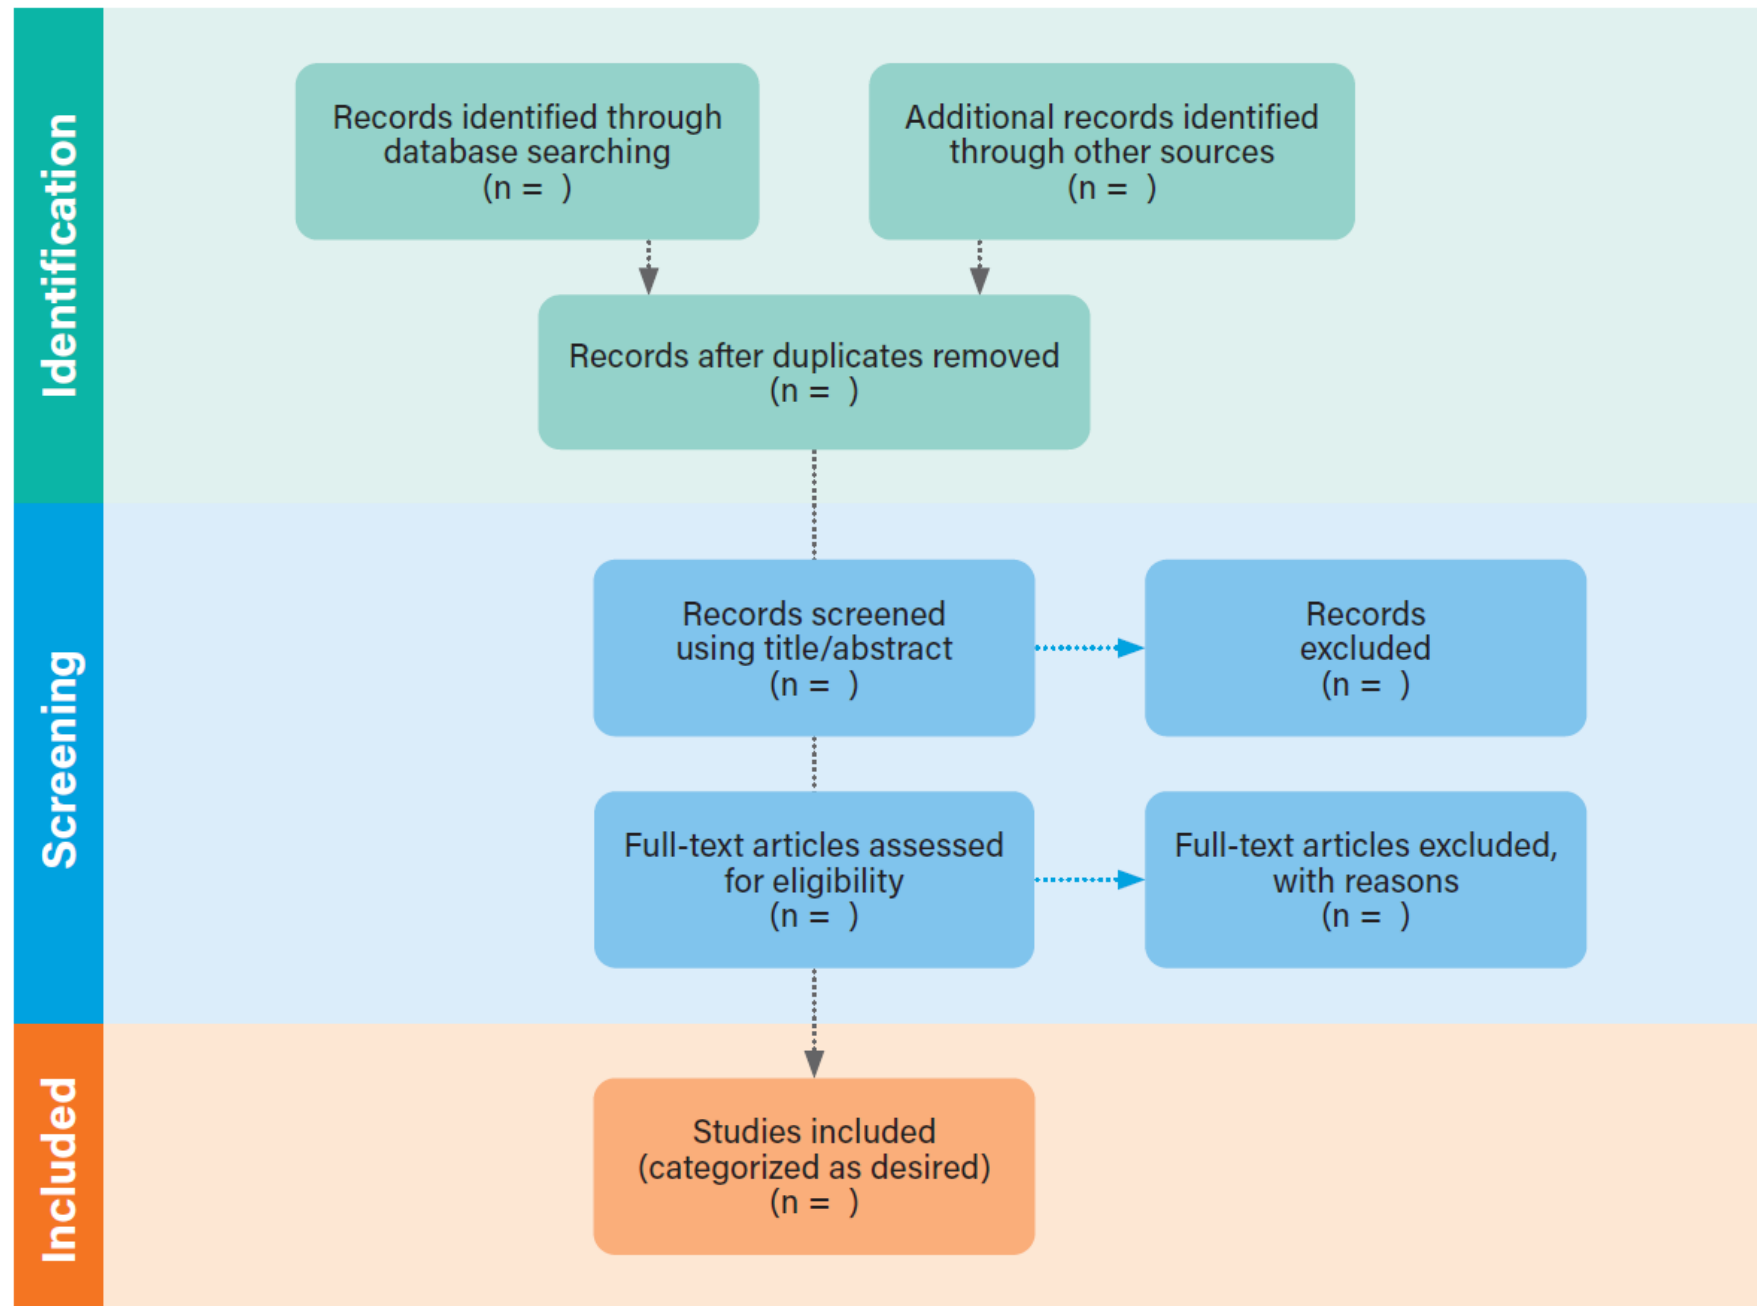 Identification
Records identified through
database searching
(n =  )
Additional records identified
through other sources
(n =  )
Records after duplicates removed
(n =  )
Screening
Records screened
using title/abstract
(n =  )
Records
excluded
(n =  )
Full-text articles assessed
for eligibility
(n =  )
Full-text articles excluded,
with reasons
(n =  )
Included
Studies included
(categorized as desired)
(n =  )